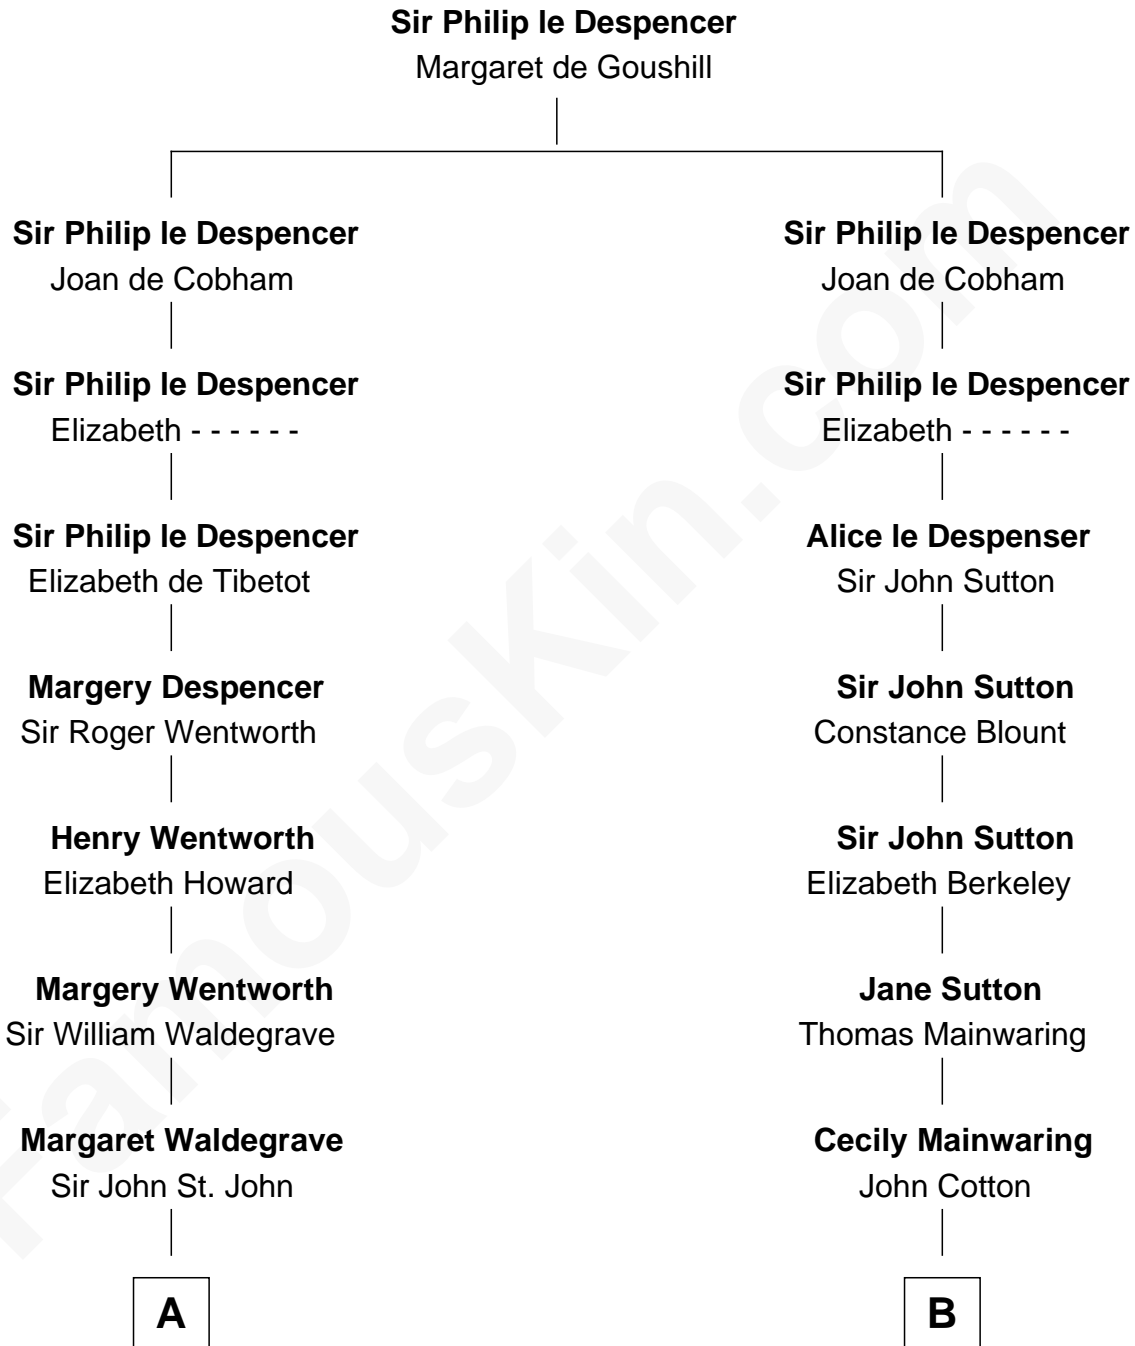 Sir Philip le Despencer
Margaret de Goushill
Sir Philip le Despencer
Joan de Cobham
Sir Philip le Despencer
Joan de Cobham
Sir Philip le Despencer
Elizabeth - - - - - -
Sir Philip le Despencer
Elizabeth - - - - - -
Sir Philip le Despencer
Elizabeth de Tibetot
Alice le Despenser
Sir John Sutton
Margery Despencer
Sir Roger Wentworth
Sir John Sutton
Constance Blount
Henry Wentworth
Elizabeth Howard
Sir John Sutton
Elizabeth Berkeley
Margery Wentworth
Sir William Waldegrave
Jane Sutton
Thomas Mainwaring
Margaret Waldegrave
Sir John St. John
Cecily Mainwaring
John Cotton
A
B
FamousKin.com